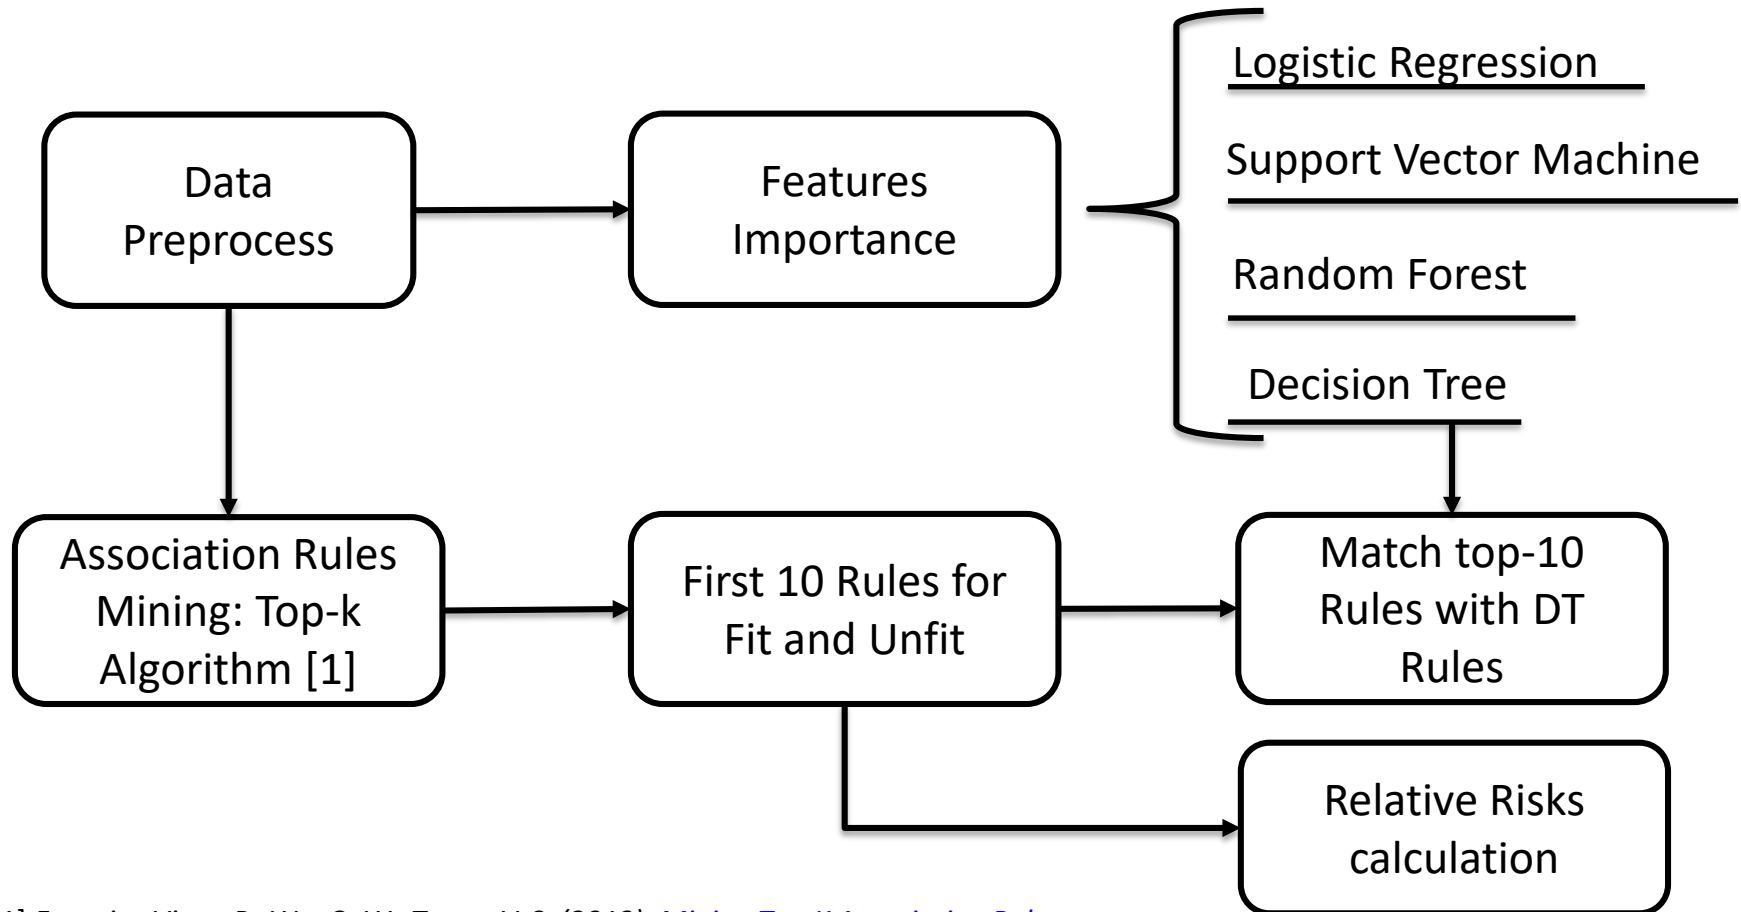 Logistic Regression
Support Vector Machine
Random Forest
Decision Tree
Data
Preprocess
Features
Importance
Association Rules
Mining: Top-k
Algorithm [1]
First 10 Rules for
Fit and Unfit
Match top-10
Rules with DT
Rules
Relative Risks
calculation